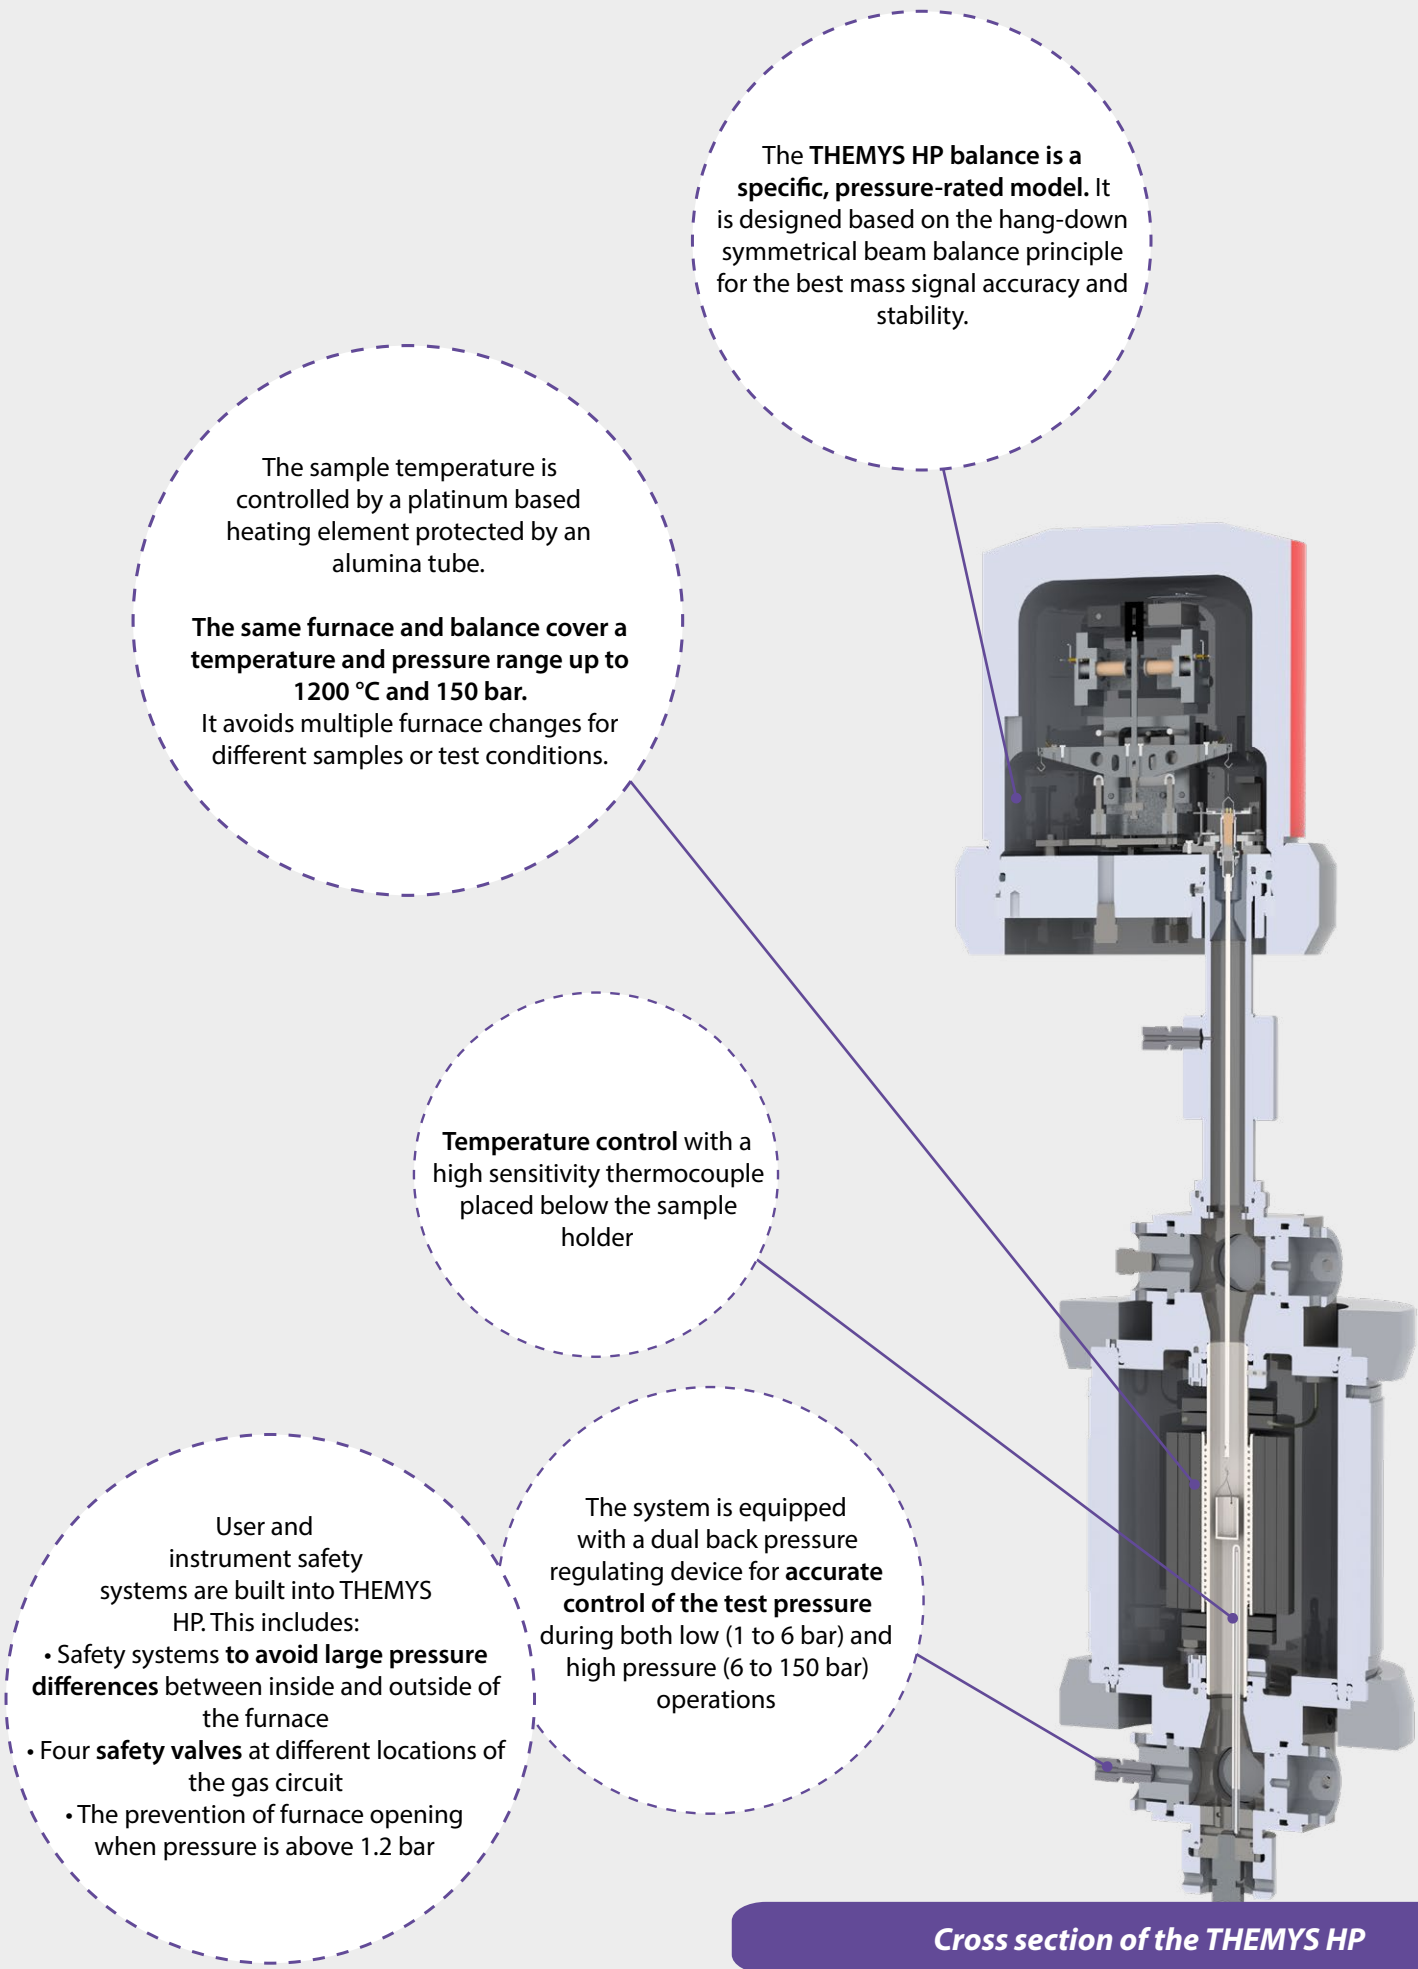 The THEMYS HP balance is a
specific, pressure-rated model. It
is designed based on the hang-down
symmetrical beam balance principle
for the best mass signal accuracy and
stability.
The sample temperature is
controlled by a platinum based
heating element protected by an
alumina tube.
The same furnace and balance cover a
temperature and pressure range up to
1200 °C and 150 bar.
It avoids multiple furnace changes for
different samples or test conditions.
Temperature control with a
high sensitivity thermocouple
placed below the sample
holder
The system is equipped
with a dual back pressure
regulating device for accurate
control of the test pressure
during both low (1 to 6 bar) and
high pressure (6 to 150 bar)
operations
User and
instrument safety
systems are built into THEMYS
HP. This includes:
• Safety systems to avoid large pressure
differences between inside and outside of
the furnace
• Four safety valves at different locations of
the gas circuit
• The prevention of furnace opening
when pressure is above 1.2 bar
Cross section of the THEMYS HP